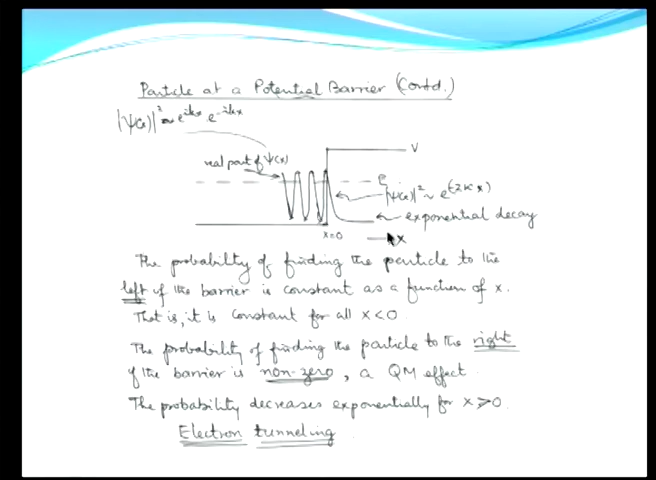 Particle at a Potential Barrier (Contd.)
|ψ(x)|² ~ e^{ikx} e^{-ikx}
real part of ψ(x)
V
E
|ψ(x)|² ~ e^(-2κx)
exponential decay
x=0
x
The probability of finding the particle to the
left of the barrier is constant as a function of x.
That is, it is constant for all x<0.
The probability of finding the particle to the right
of the barrier is non-zero, a QM effect.
The probability decreases exponentially for x≥0.
Electron tunneling